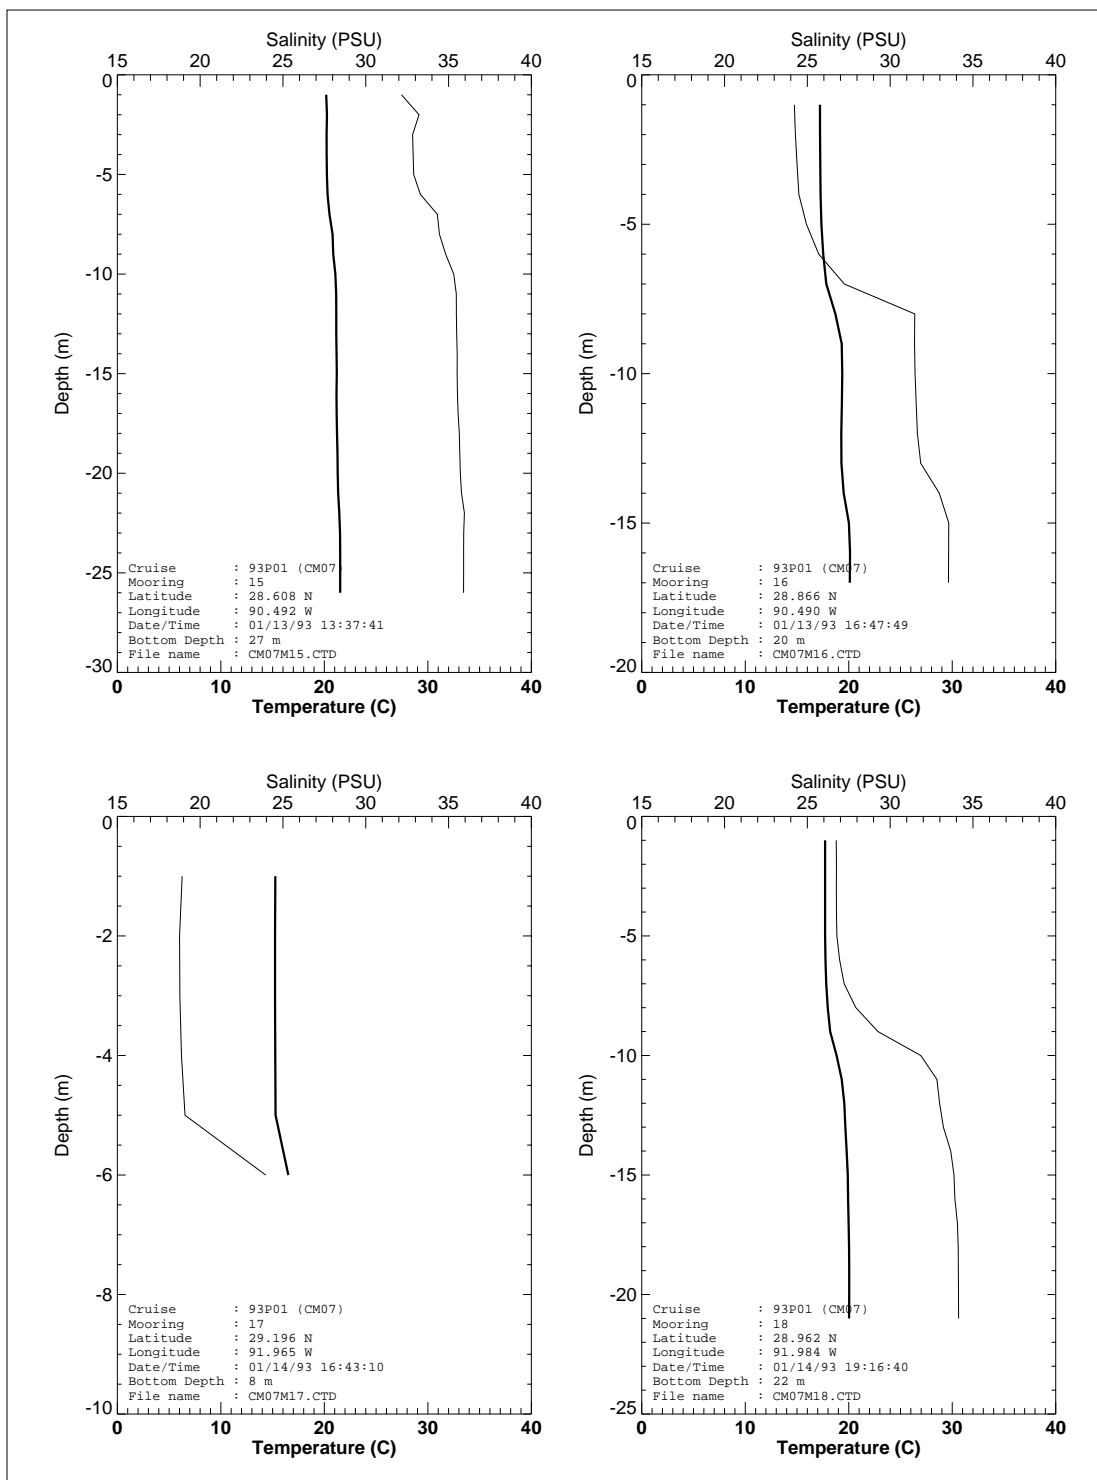 Salinity (PSU)
15 20 25 30 35 40
0
-5
-10
-15
-20
-25
-30
Depth (m)
Cruise : 93P01 (CM07)
Mooring : 15
Latitude : 28.608 N
Longitude : 90.492 W
Date/Time : 01/13/93 13:37:41
Bottom Depth : 27 m
File name : CM07M15.CTD
0 10 20 30 40
Temperature (C)
Salinity (PSU)
15 20 25 30 35 40
0
-5
-10
-15
-20
Depth (m)
Cruise : 93P01 (CM07)
Mooring : 16
Latitude : 28.866 N
Longitude : 90.490 W
Date/Time : 01/13/93 16:47:49
Bottom Depth : 20 m
File name : CM07M16.CTD
0 10 20 30 40
Temperature (C)
Salinity (PSU)
15 20 25 30 35 40
0
-2
-4
-6
-8
-10
Depth (m)
Cruise : 93P01 (CM07)
Mooring : 17
Latitude : 29.196 N
Longitude : 91.965 W
Date/Time : 01/14/93 16:43:10
Bottom Depth : 8 m
File name : CM07M17.CTD
0 10 20 30 40
Temperature (C)
Salinity (PSU)
15 20 25 30 35 40
0
-5
-10
-15
-20
-25
Depth (m)
Cruise : 93P01 (CM07)
Mooring : 18
Latitude : 28.962 N
Longitude : 91.984 W
Date/Time : 01/14/93 19:16:40
Bottom Depth : 22 m
File name : CM07M18.CTD
0 10 20 30 40
Temperature (C)